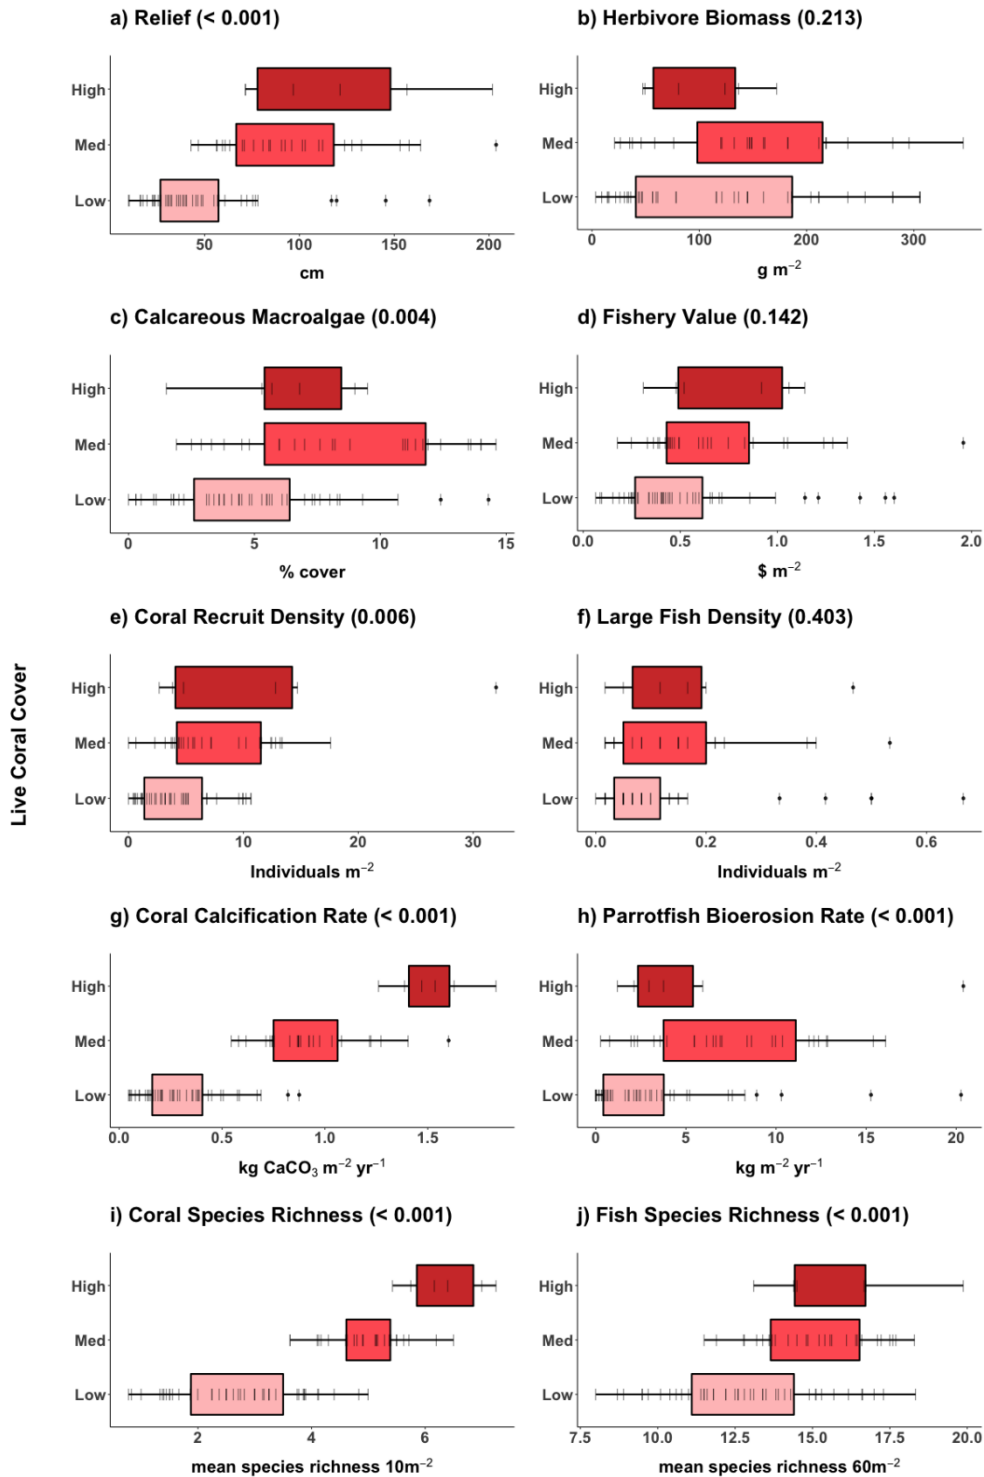 a) Relief (< 0.001)
High
Med
Low
50 100 150 200
cm
b) Herbivore Biomass (0.213)
High
Med
Low
0 100 200 300
g m⁻²
c) Calcareous Macroalgae (0.004)
High
Med
Low
0 5 10 15
% cover
d) Fishery Value (0.142)
High
Med
Low
0.0 0.5 1.0 1.5 2.0
$ m⁻²
Live Coral Cover
e) Coral Recruit Density (0.006)
High
Med
Low
0 10 20 30
Individuals m⁻²
f) Large Fish Density (0.403)
High
Med
Low
0.0 0.2 0.4 0.6
Individuals m⁻²
g) Coral Calcification Rate (< 0.001)
High
Med
Low
0.0 0.5 1.0 1.5
kg CaCO₃ m⁻² yr⁻¹
h) Parrotfish Bioerosion Rate (< 0.001)
High
Med
Low
0 5 10 15 20
kg m⁻² yr⁻¹
i) Coral Species Richness (< 0.001)
High
Med
Low
2 4 6
mean species richness 10m⁻²
j) Fish Species Richness (< 0.001)
High
Med
Low
7.5 10.0 12.5 15.0 17.5 20.0
mean species richness 60m⁻²